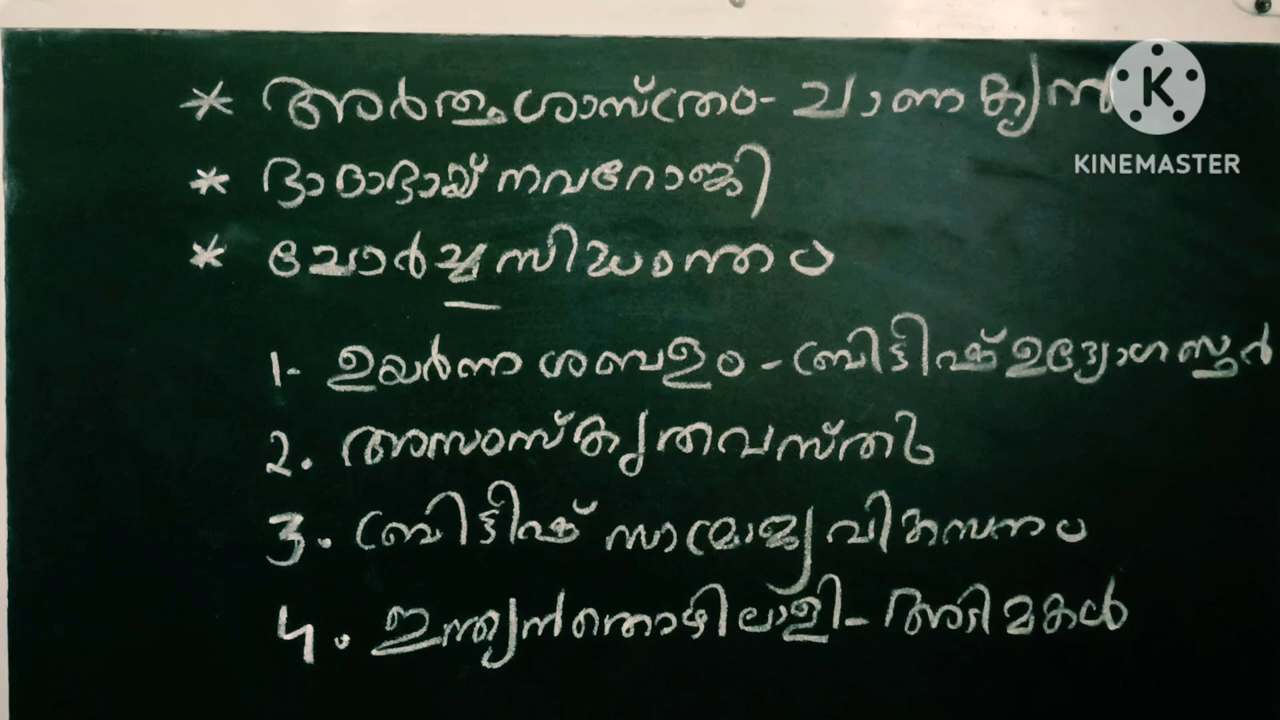 * അർത്ഥശാസ്ത്രം- ചാണക്യൻ
K
KINEMASTER
* ദാദാഭായ് നവറോജി
* ചോർച്ച സിദ്ധാന്തം
1- ഉയർന്ന ശമ്പളം - ബ്രിട്ടീഷ് ഉദ്യോഗസ്ഥർ
2. അസംസ്കൃതവസ്തു
3. ബ്രിട്ടീഷ് സാമ്രാജ്യവികസനം
4. ഇന്ത്യൻ തൊഴിലാളി- അടിമകൾ